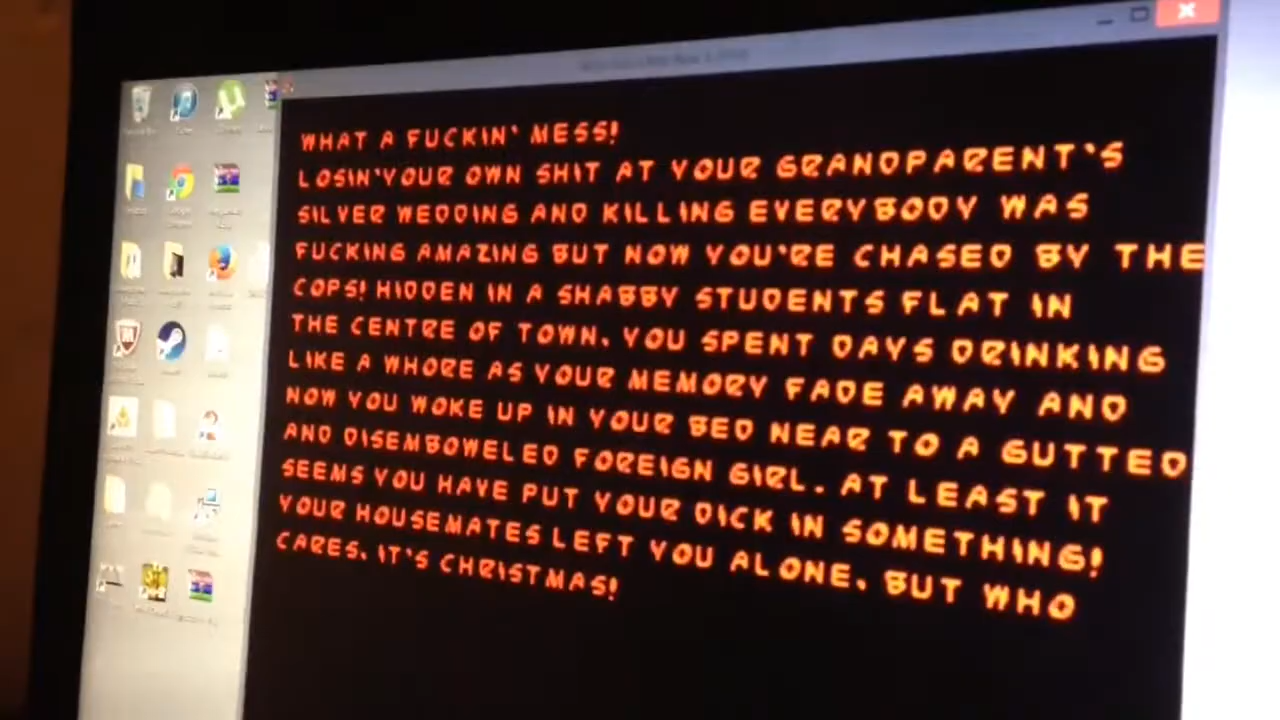 WHAT A FUCKIN' MESS!
LOSIN'YOUR OWN SHIT AT YOUR GRANDPARENT'S
SILVER WEDDING AND KILLING EVERYBODY WAS
FUCKING AMAZING BUT NOW YOU'RE CHASED BY THE
COPS! HIDDEN IN A SHABBY STUDENTS FLAT IN
THE CENTRE OF TOWN, YOU SPENT DAYS DRINKING
LIKE A WHORE AS YOUR MEMORY FADE AWAY AND
NOW YOU WOKE UP IN YOUR BED NEAR TO A GUTTED
AND DISEMBOWELED FOREIGN GIRL. AT LEAST IT
SEEMS YOU HAVE PUT YOUR DICK IN SOMETHING!
YOUR HOUSEMATES LEFT YOU ALONE, BUT WHO
CARES, IT'S CHRISTMAS!